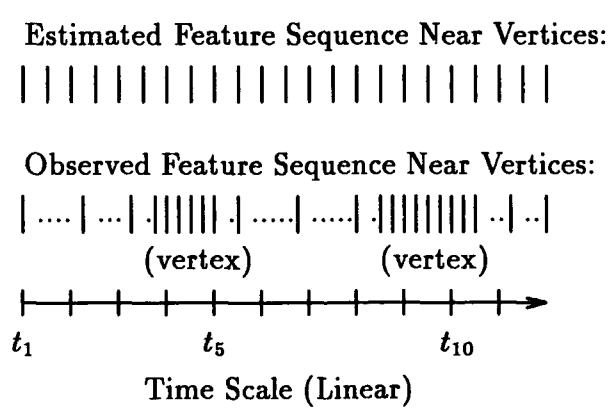 Estimated Feature Sequence Near Vertices:
Observed Feature Sequence Near Vertices:
(vertex) (vertex)
t₁ t₅ t₁₀
Time Scale (Linear)